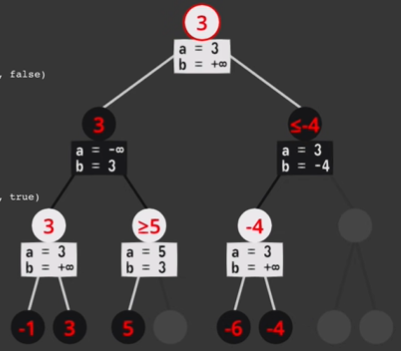 3
a = 3
b = +∞
, false)
3
≤-4
a = -∞
b = 3
a = 3
b = -4
, true)
3
≥5
-4
a = 3
b = +∞
a = 5
b = 3
a = 3
b = +∞
-1
3
5
-6
-4